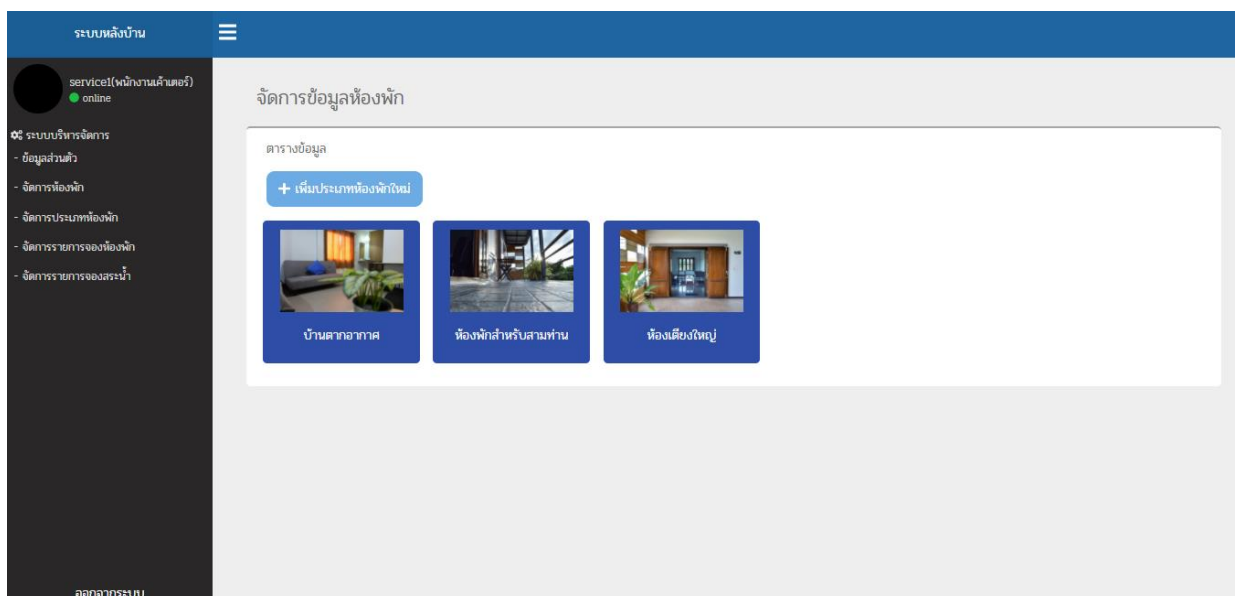 ระบบหลังบ้าน
service1(พนักงานเค้าเตอร์)
online
ระบบบริหารจัดการ
- ข้อมูลส่วนตัว
- จัดการห้องพัก
- จัดการประเภทห้องพัก
- จัดการรายการจองห้องพัก
- จัดการรายการจองสระน้ำ
ออกจากระบบ
จัดการข้อมูลห้องพัก
ตารางข้อมูล
+ เพิ่มประเภทห้องพักใหม่
บ้านตากอากาศ
ห้องพักสำหรับสามท่าน
ห้องเตียงใหญ่